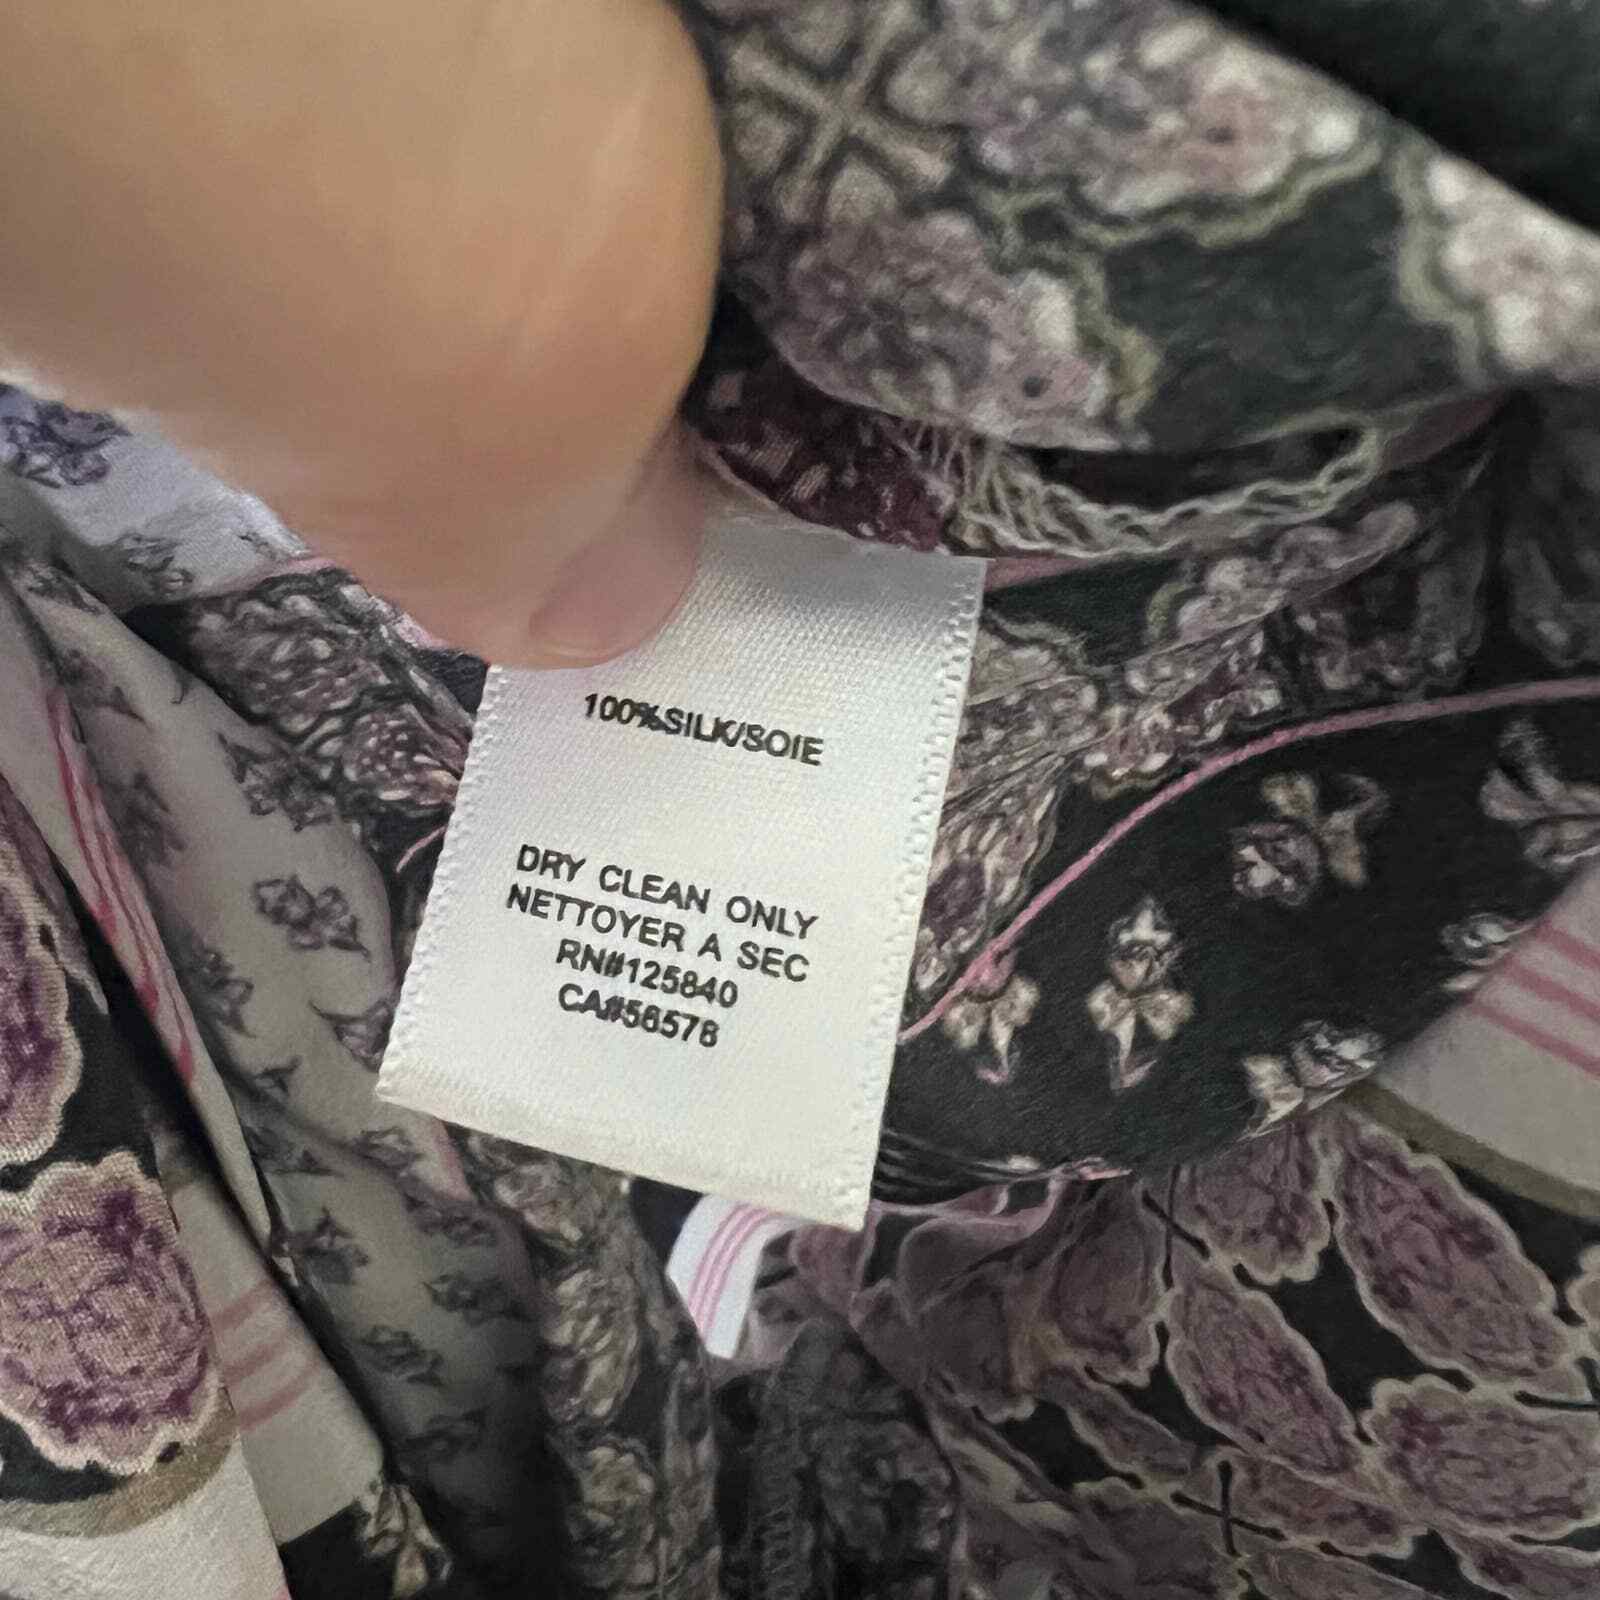 100%SILK/SOIE
DRY CLEAN ONLY
NETTOYER A SEC
RN#125840
CA#56578